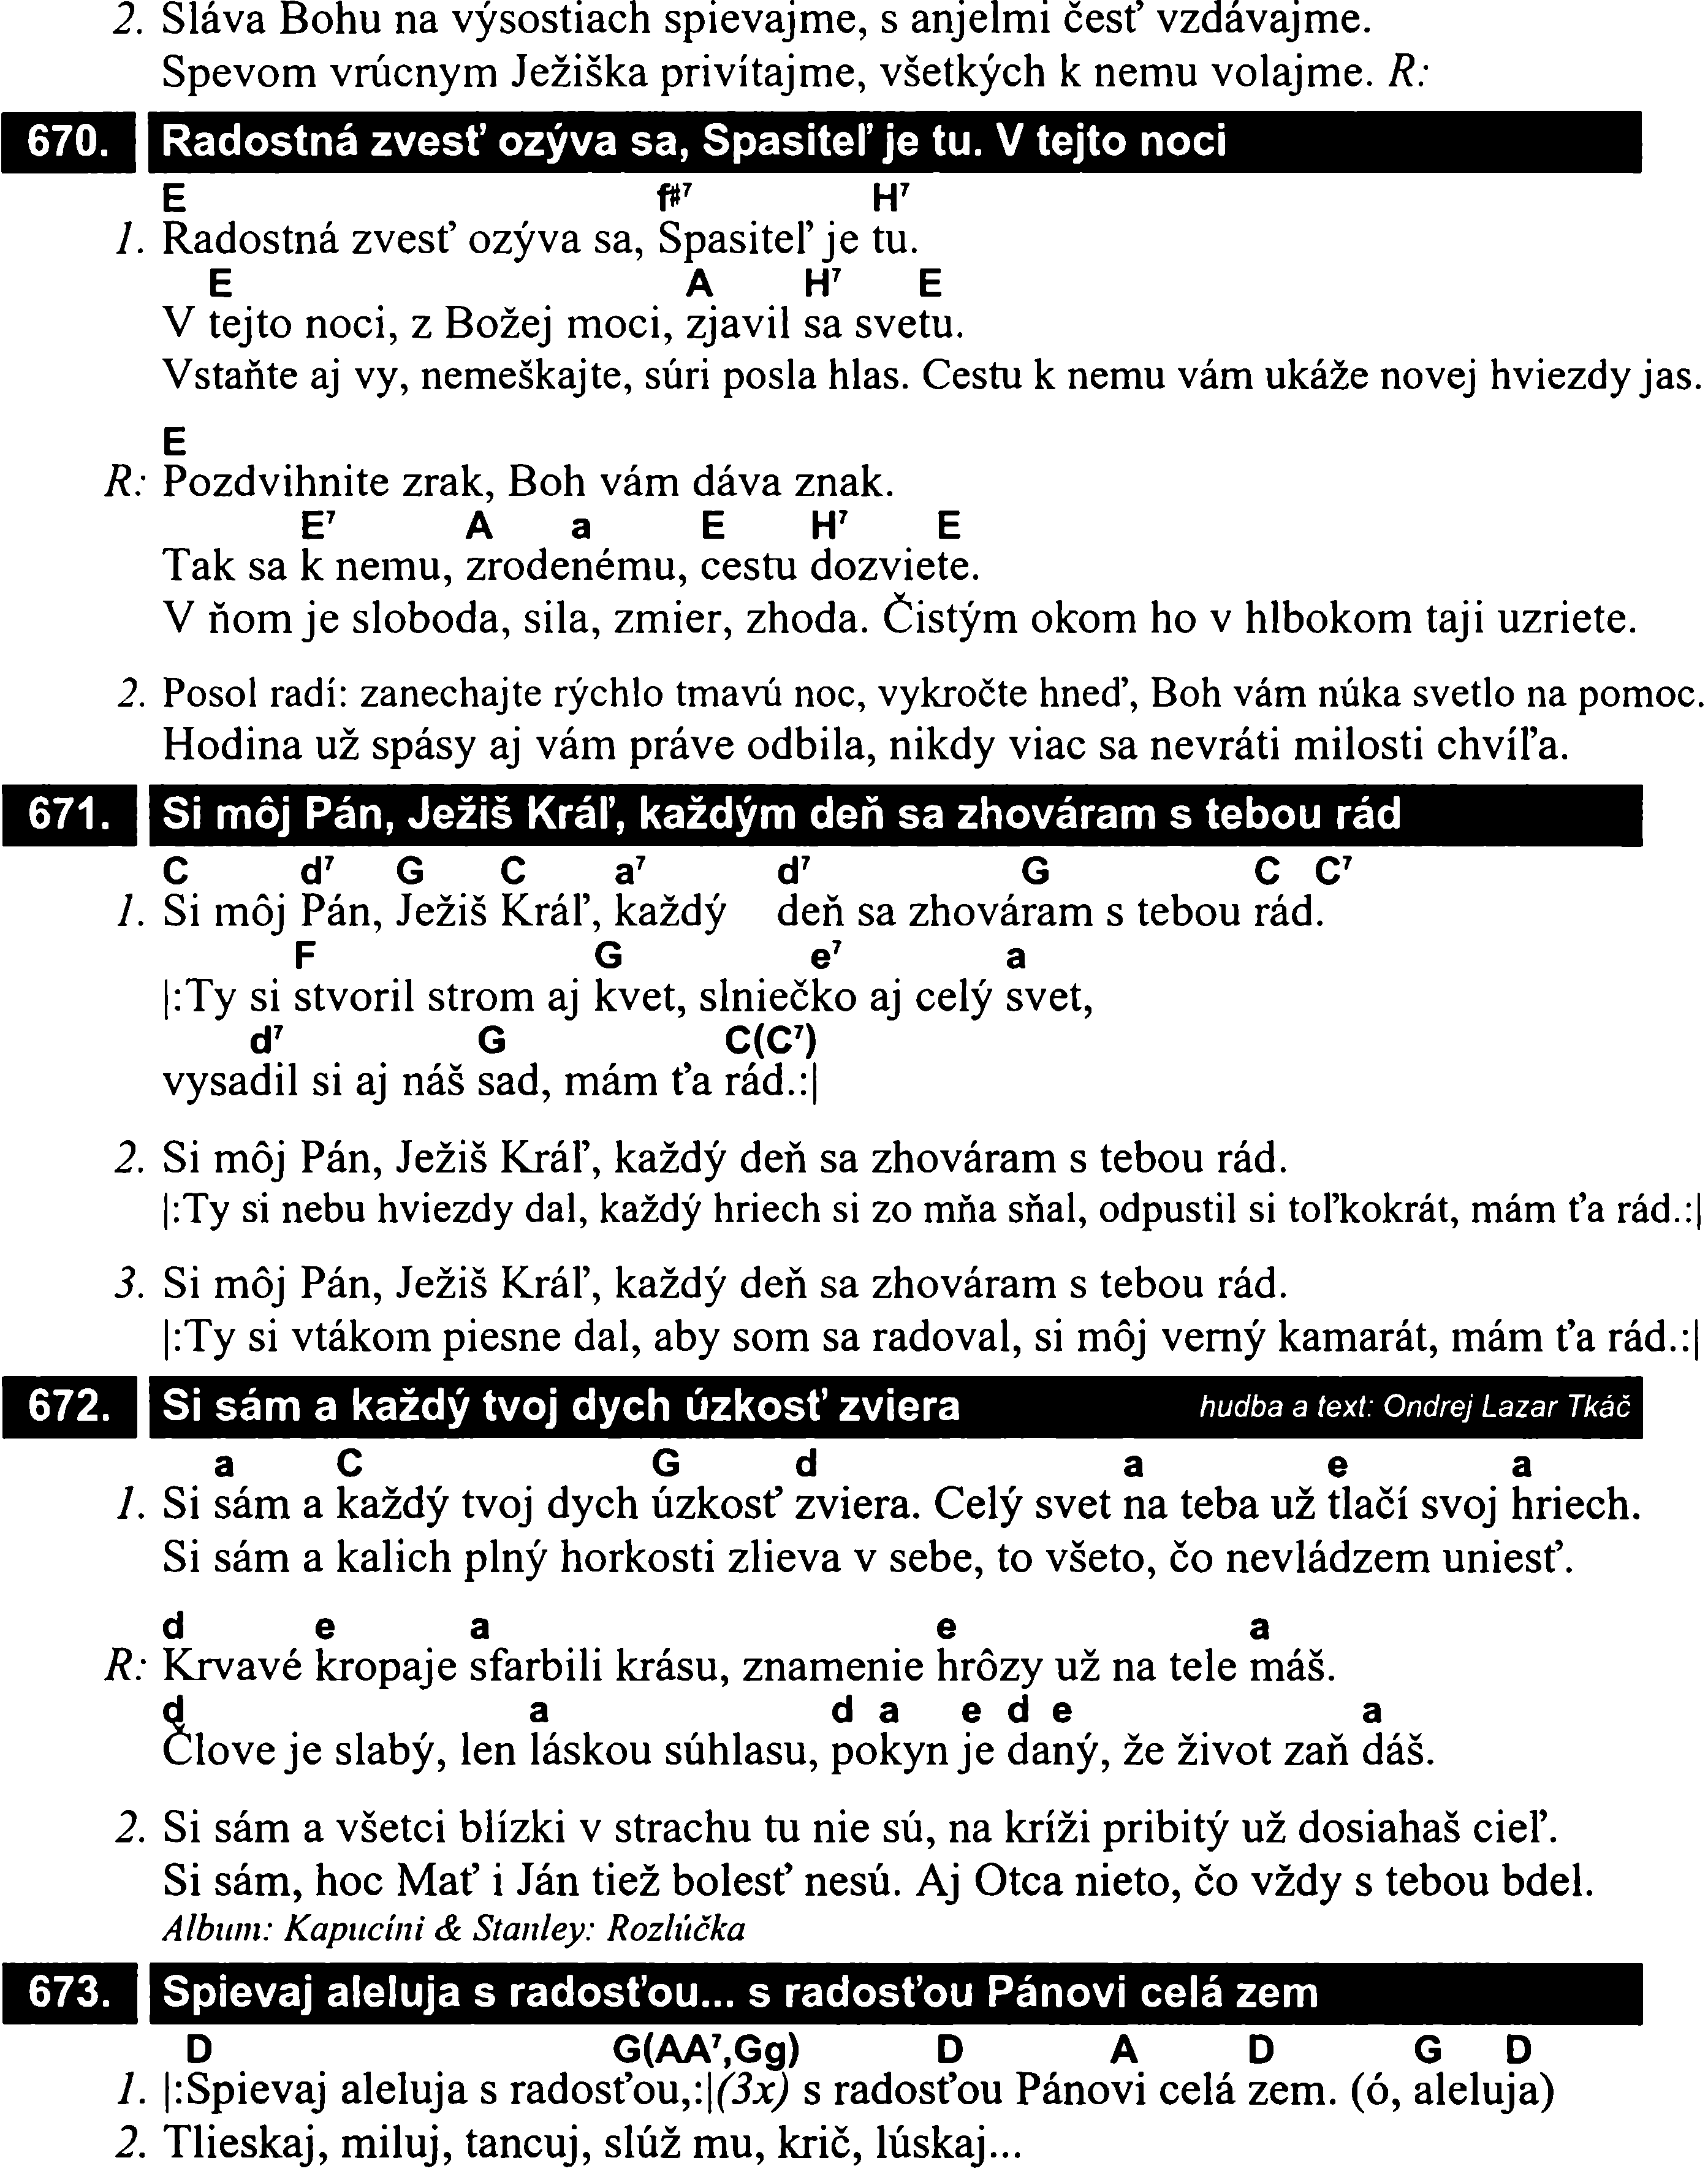 2. Sláva Bohu na výsostiach spievajme, s anjelmi česť vzdávajme.
Spevom vrúcnym Ježiška privítajme, všetkých k nemu volajme. R:
670. Radostná zvesť ozýva sa, Spasiteľ je tu. V tejto noci
E f#7 H7
1. Radostná zvesť ozýva sa, Spasiteľ je tu.
E A H7 E
V tejto noci, z Božej moci, zjavil sa svetu.
Vstaňte aj vy, nemeškajte, súri posla hlas. Cestu k nemu vám ukáže novej hviezdy jas.
E
R: Pozdvihnite zrak, Boh vám dáva znak.
E7 A a E H7 E
Tak sa k nemu, zrodenému, cestu dozviete.
V ňom je sloboda, sila, zmier, zhoda. Čistým okom ho v hlbokom taji uzriete.
2. Posol radí: zanechajte rýchlo tmavú noc, vykročte hneď, Boh vám núka svetlo na pomoc.
Hodina už spásy aj vám práve odbila, nikdy viac sa nevráti milosti chvíľa.
671. Si môj Pán, Ježiš Kráľ, každým deň sa zhováram s tebou rád
C d7 G C a7 d7 G C C7
1. Si môj Pán, Ježiš Kráľ, každý deň sa zhováram s tebou rád.
F G e7 a
|:Ty si stvoril strom aj kvet, slniečko aj celý svet,
d7 G C(C7)
vysadil si aj náš sad, mám ťa rád.:|
2. Si môj Pán, Ježiš Kráľ, každý deň sa zhováram s tebou rád.
|:Ty si nebu hviezdy dal, každý hriech si zo mňa sňal, odpustil si toľkokrát, mám ťa rád.:|
3. Si môj Pán, Ježiš Kráľ, každý deň sa zhováram s tebou rád.
|:Ty si vtákom piesne dal, aby som sa radoval, si môj verný kamarát, mám ťa rád.:|
672. Si sám a každý tvoj dych úzkosť zviera hudba a text: Ondrej Lazar Tkáč
a C G d a e a
1. Si sám a každý tvoj dych úzkosť zviera. Celý svet na teba už tlačí svoj hriech.
Si sám a kalich plný horkosti zlieva v sebe, to všeto, čo nevládzem uniesť.
d e a e a
R: Krvavé kropaje sfarbili krásu, znamenie hrôzy už na tele máš.
d a d a e d e a
Člove je slabý, len láskou súhlasu, pokyn je daný, že život zaň dáš.
2. Si sám a všetci blízki v strachu tu nie sú, na kríži pribitý už dosiahaš cieľ.
Si sám, hoc Mať i Ján tiež bolesť nesú. Aj Otca nieto, čo vždy s tebou bdel.
Album: Kapucíni & Stanley: Rozlúčka
673. Spievaj aleluja s radosťou... s radosťou Pánovi celá zem
D G(AA7,Gg) D A D G D
1. |:Spievaj aleluja s radosťou,:|(3x) s radosťou Pánovi celá zem. (ó, aleluja)
2. Tlieskaj, miluj, tancuj, slúž mu, krič, lúskaj...